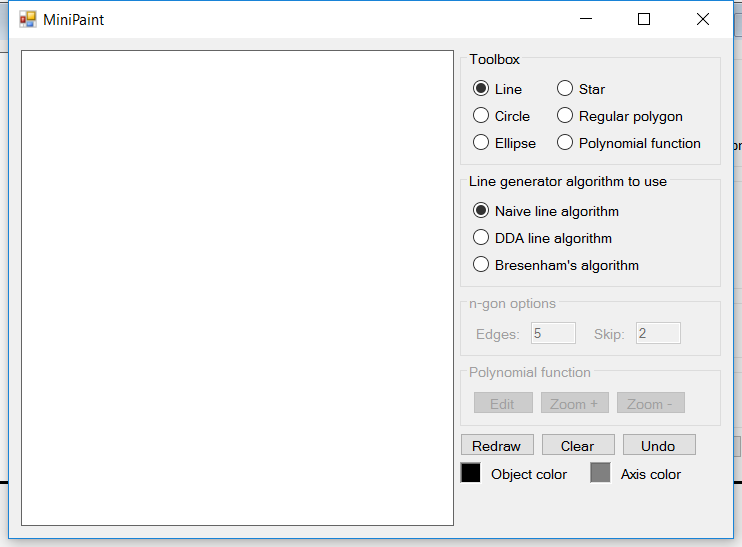 MiniPaint
Toolbox
Line Star
Circle Regular polygon
Ellipse Polynomial function
Line generator algorithm to use
Naive line algorithm
DDA line algorithm
Bresenham's algorithm
n-gon options
Edges: 5 Skip: 2
Polynomial function
Edit Zoom + Zoom -
Redraw Clear Undo
Object color Axis color